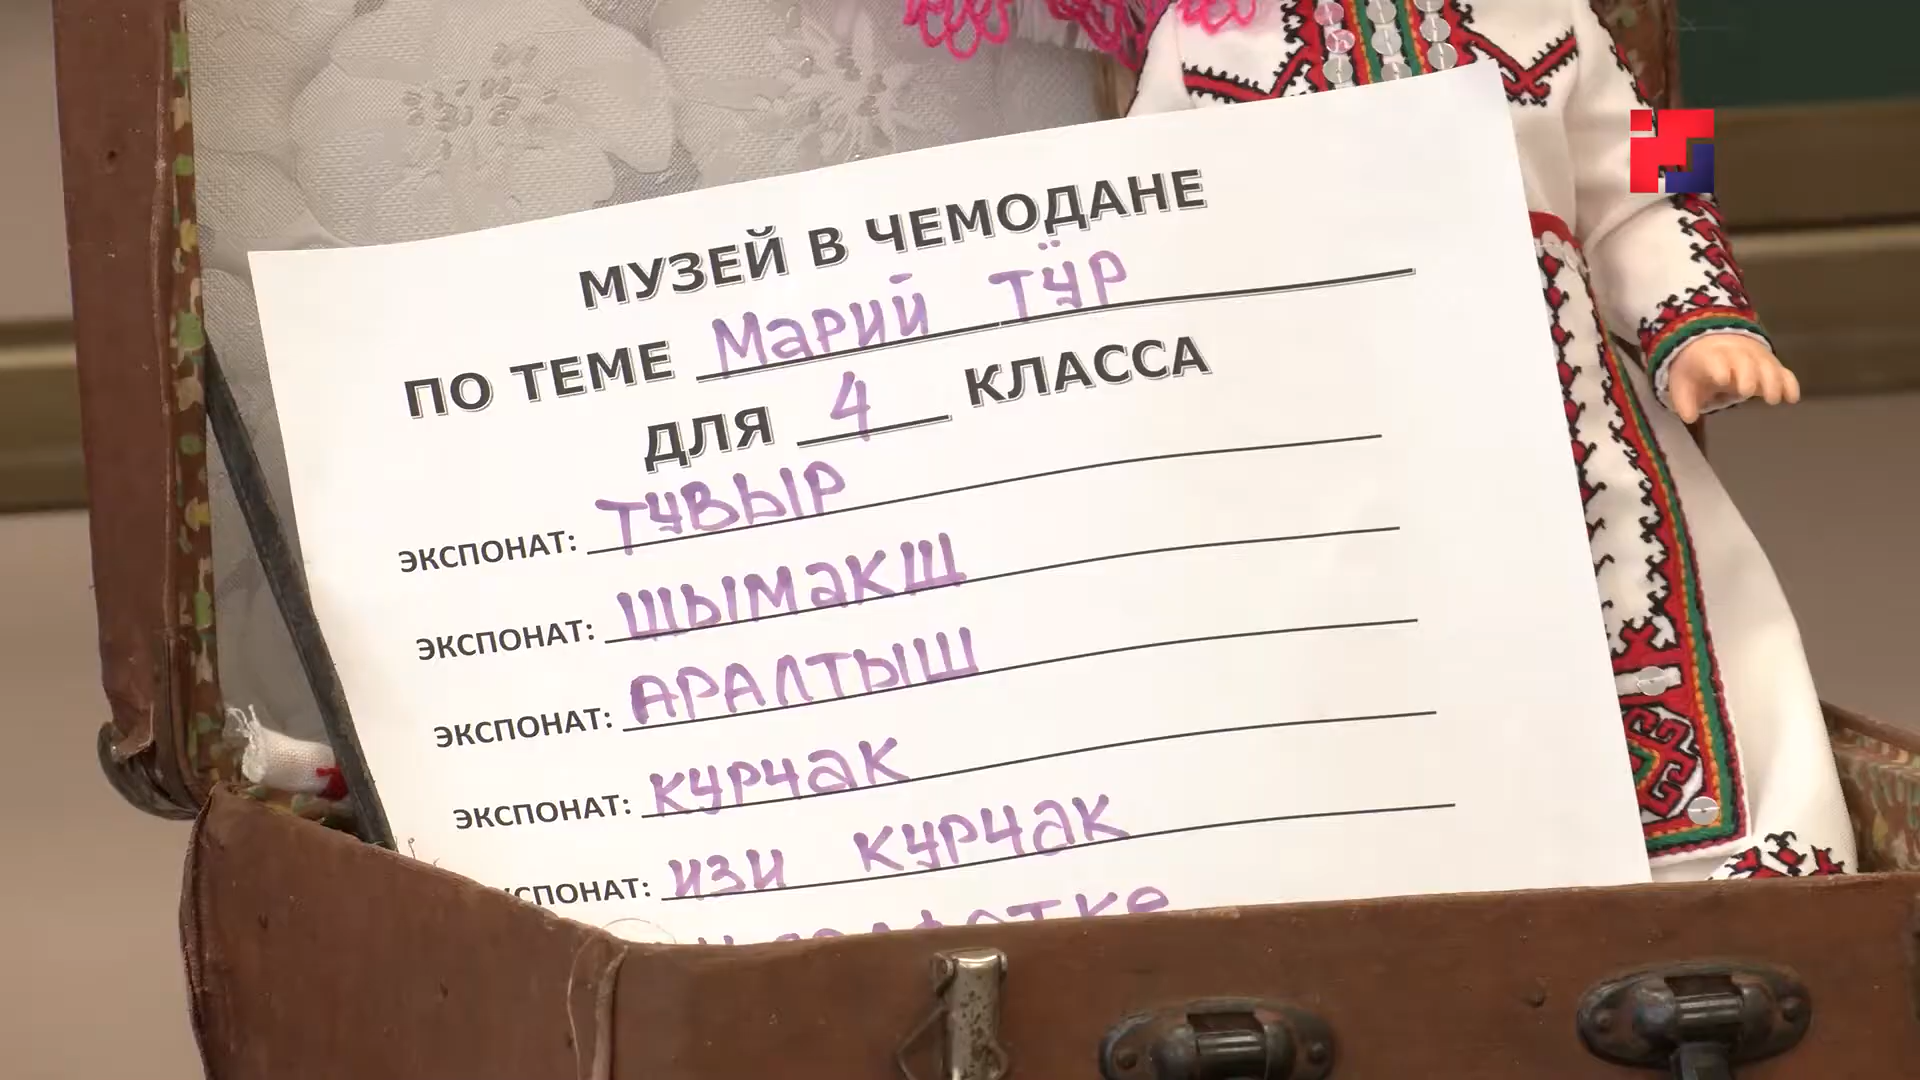 МУЗЕЙ В ЧЕМОДАНЕ
ПО ТЕМЕ Марий тӱр
ДЛЯ 4 КЛАССА
ЭКСПОНАТ: ТУВЫР
ЭКСПОНАТ: ШЫМАКШ
ЭКСПОНАТ: АРАЛТЫШ
ЭКСПОНАТ: КУРЧАК
ЭКСПОНАТ: ИЗИ КУРЧАК